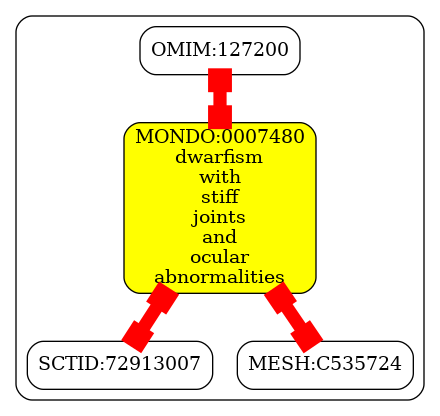 OMIM:127200
MONDO:0007480
dwarfism
with
stiff
joints
and
ocular
abnormalities
SCTID:72913007
MESH:C535724